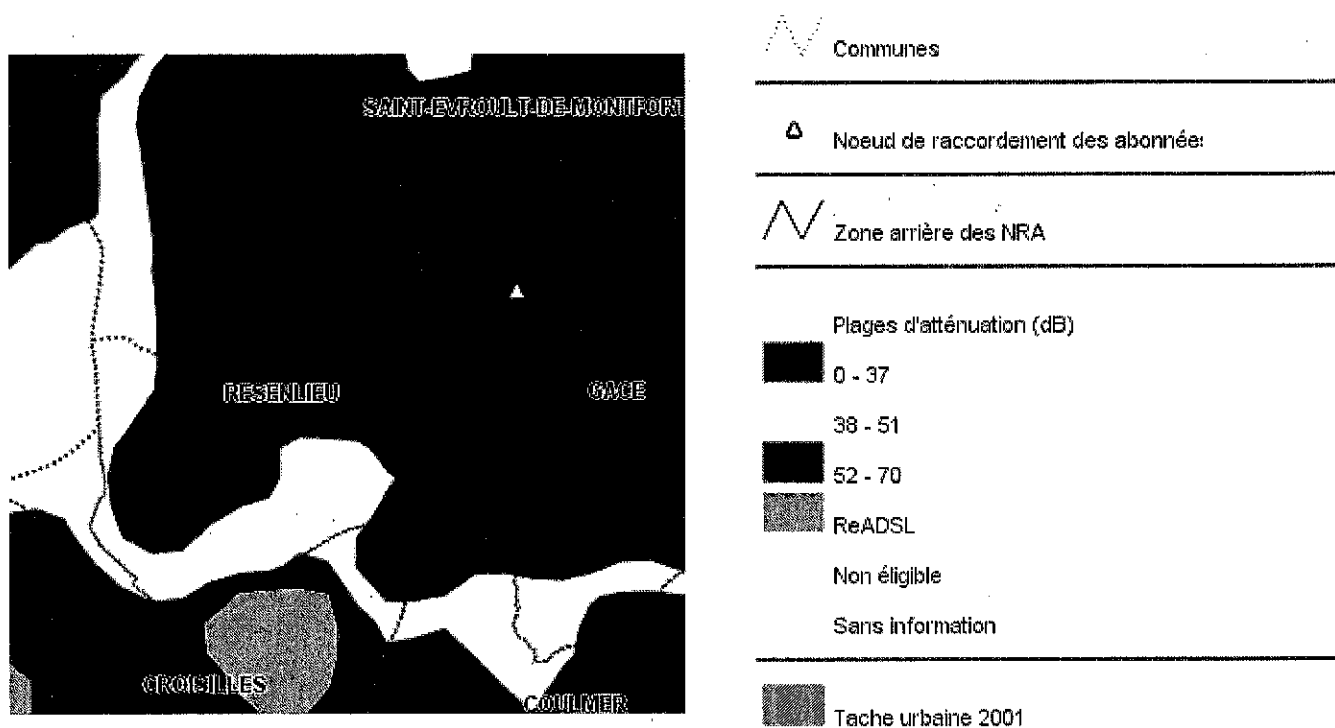 SAINT-EVROULT-DE-MONTFORT
RESENLIEU
GACE
CROISILLES
COULMER
Communes
Noeud de raccordement des abonnées
Zone arrière des NRA
Plages d'atténuation (dB)
0 - 37
38 - 51
52 - 70
ReADSL
Non éligible
Sans information
Tache urbaine 2001